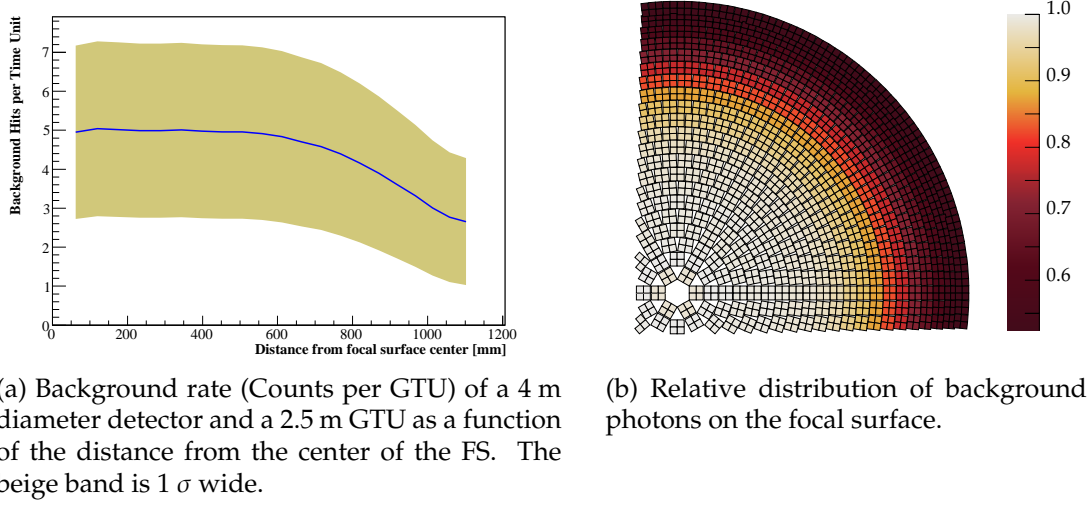 Background Hits per Time Unit
7
6
5
4
3
2
1
0
0 200 400 600 800 1000 1200
Distance from focal surface center [mm]
1.0
0.9
0.8
0.7
0.6
(a) Background rate (Counts per GTU) of a 4 m
diameter detector and a 2.5 m GTU as a function
of the distance from the center of the FS. The
beige band is 1 σ wide.
(b) Relative distribution of background
photons on the focal surface.